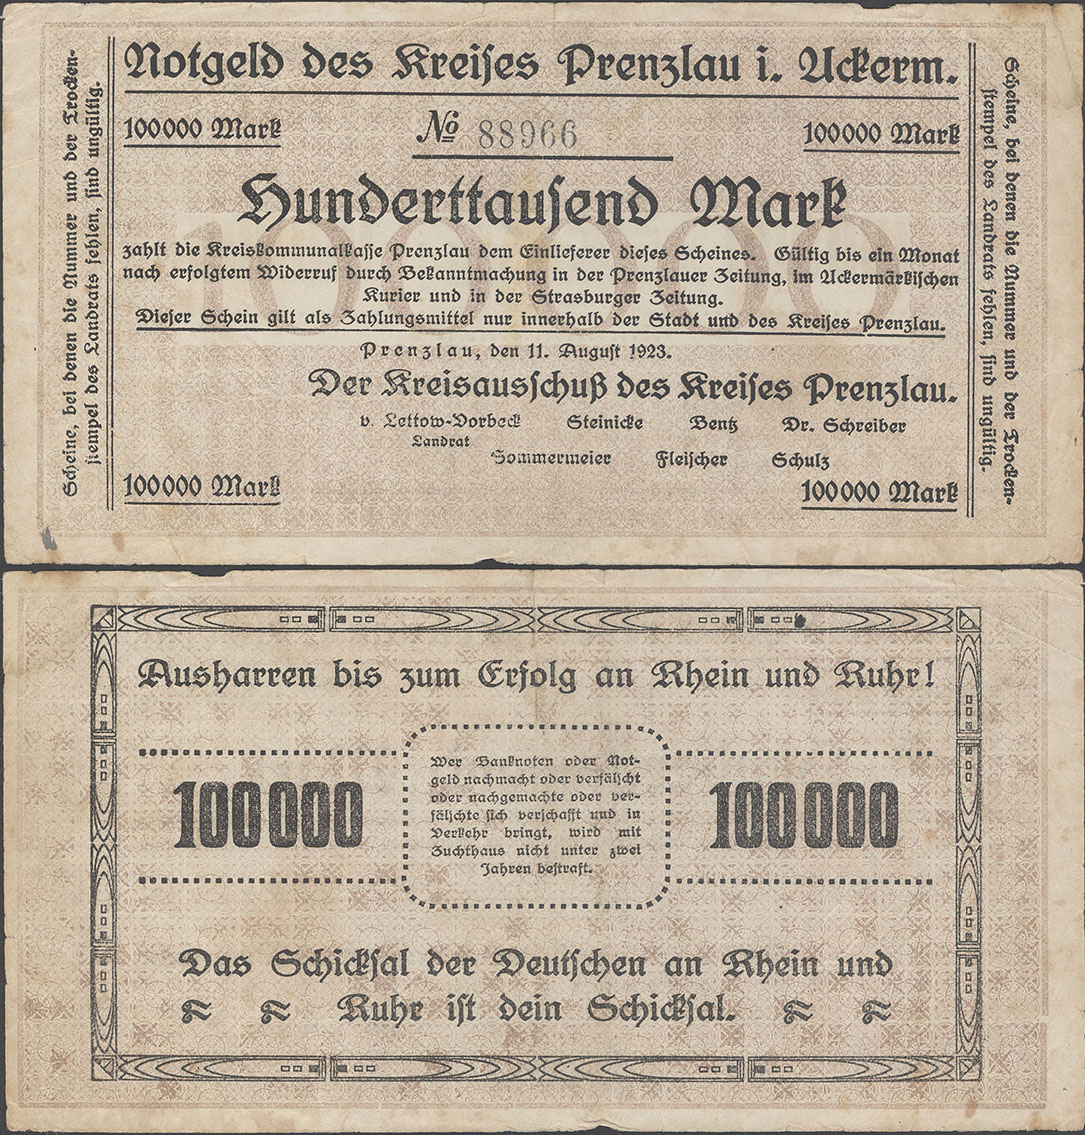 Notgeld des Kreises Prenzlau i. Uckerm.
100000 Mark
No 88966
100000 Mark
Hunderttausend Mark
zahlt die Kreiskommunalkasse Prenzlau dem Einlieferer dieses Scheines. Gültig bis ein Monat
nach erfolgtem Widerruf durch Bekanntmachung in der Prenzlauer Zeitung, im Uckermärkischen
Kurier und in der Strasburger Zeitung.
Dieser Schein gilt als Zahlungsmittel nur innerhalb der Stadt und des Kreises Prenzlau.
Prenzlau, den 11. August 1923.
Der Kreisausschuß des Kreises Prenzlau.
v. Lettow-Vorbeck Steinicke Bentz Dr. Schreiber
Landrat
Sommermeier Fleischer Schulz
100000 Mark
100000 Mark
Scheine, bei denen die Nummer und der Trocken-
stempel des Landrats fehlen, sind ungültig.
Scheine, bei denen die Nummer und der Trocken-
stempel des Landrats fehlen, sind ungültig.
100000
Ausharren bis zum Erfolg an Rhein und Ruhr!
100000
Wer Banknoten oder Not-
geld nachmacht oder verfälscht
oder nachgemachte oder ver-
fälschte sich verschafft und in
Verkehr bringt, wird mit
Zuchthaus nicht unter zwei
Jahren bestraft.
100000
Das Schicksal der Deutschen an Rhein und
Ruhr ist dein Schicksal.